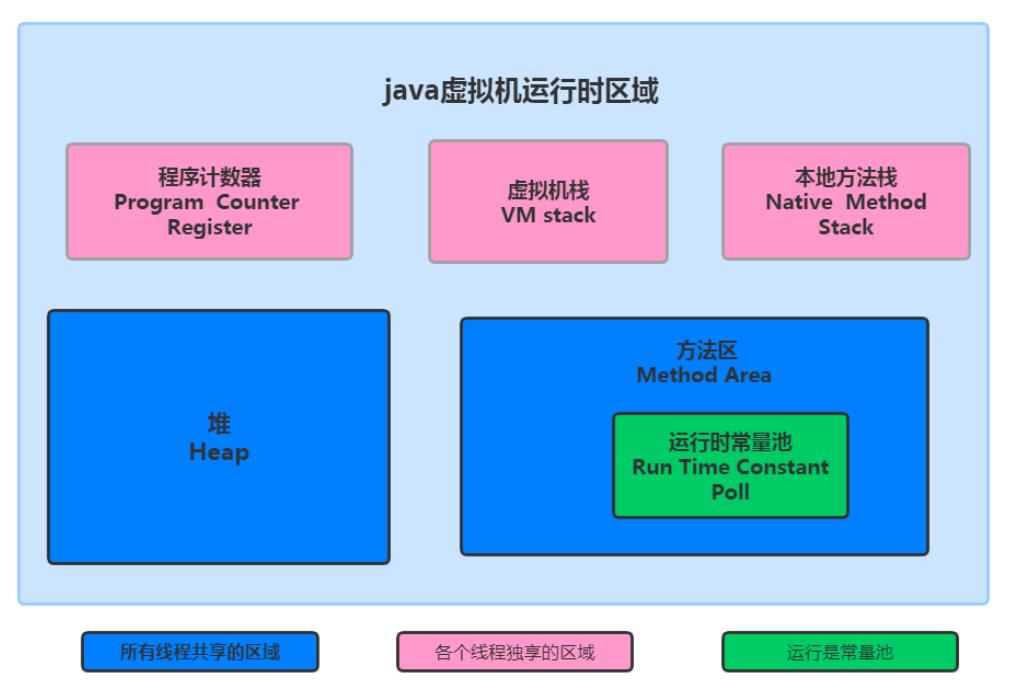 java虚拟机运行时区域
程序计数器
Program Counter
Register
虚拟机栈
VM stack
本地方法栈
Native Method
Stack
堆
Heap
方法区
Method Area
运行时常量池
Run Time Constant
Poll
所有线程共享的区域
各个线程独享的区域
运行是常量池